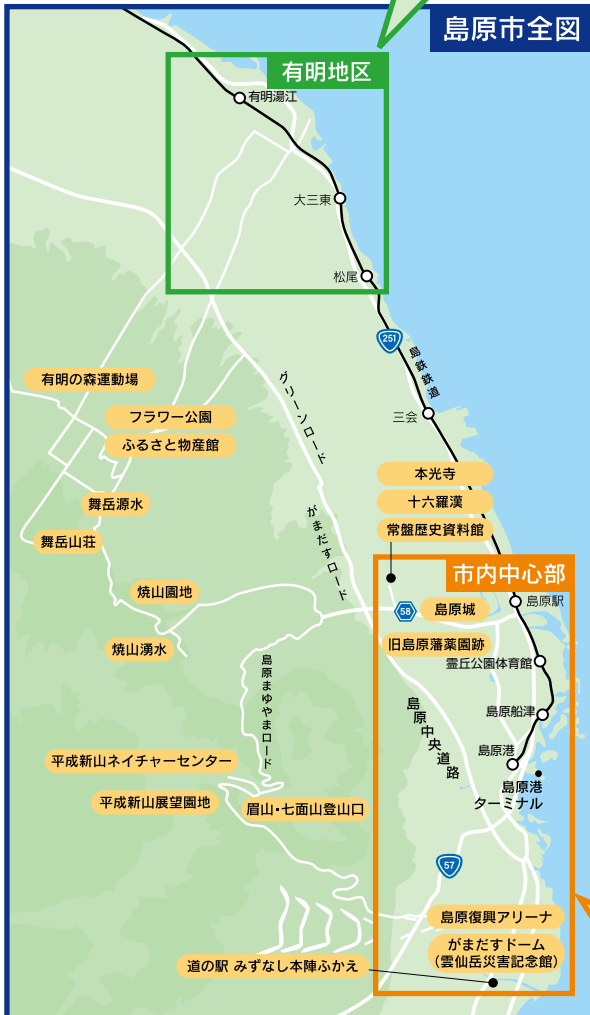 島原市全図
有明地区
有明湯江
大三東
松尾
251
島鉄鉄道
有明の森運動場
グリーンロード
フラワー公園
三会
ふるさと物産館
本光寺
十六羅漢
舞岳源水
がまだすロード
常盤歴史資料館
舞岳山荘
市内中心部
焼山園地
58
島原城
島原駅
焼山湧水
旧島原藩薬園跡
島原まゆやまロード
霊丘公園体育館
島原中央道路
島原船津
島原港
平成新山ネイチャーセンター
島原港
ターミナル
平成新山展望園地
眉山・七面山登山口
57
島原復興アリーナ
がまだすドーム
(雲仙岳災害記念館)
道の駅 みずなし本陣ふかえ